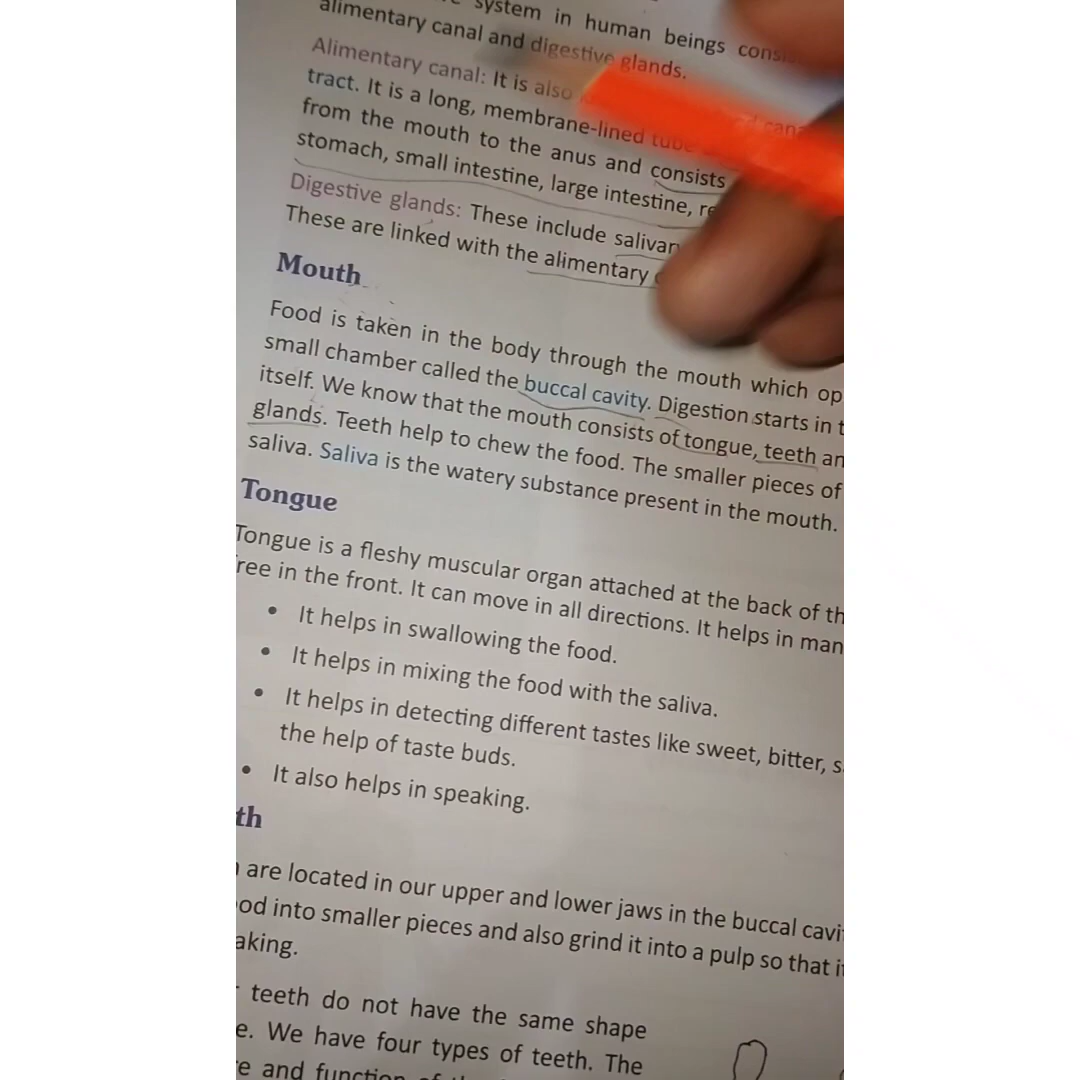 system in human beings
alimentary canal and digestive glands.
Alimentary canal: It is also
tract. It is a long, membrane-lined tube
from the mouth to the anus and consists
stomach, small intestine, large intestine,
Digestive glands: These include
These are linked with the alimentary
Mouth
Food is taken in the body through the mouth which op
small chamber called the buccal cavity. Digestion starts in
itself. We know that the mouth consists of tongue, teeth an
glands. Teeth help to chew the food. The smaller pieces of
saliva. Saliva is the watery substance present in the mouth.
Tongue
Tongue is a fleshy muscular organ attached at the back of th
ree in the front. It can move in all directions. It helps in man
• It helps in swallowing the food.
• It helps in mixing the food with the saliva.
• It helps in detecting different tastes like sweet, bitter, s
the help of taste buds.
• It also helps in speaking.
th
are located in our upper and lower jaws in the buccal cavi
od into smaller pieces and also grind it into a pulp so that i
aking.
teeth do not have the same shape
e. We have four types of teeth. The
e and function